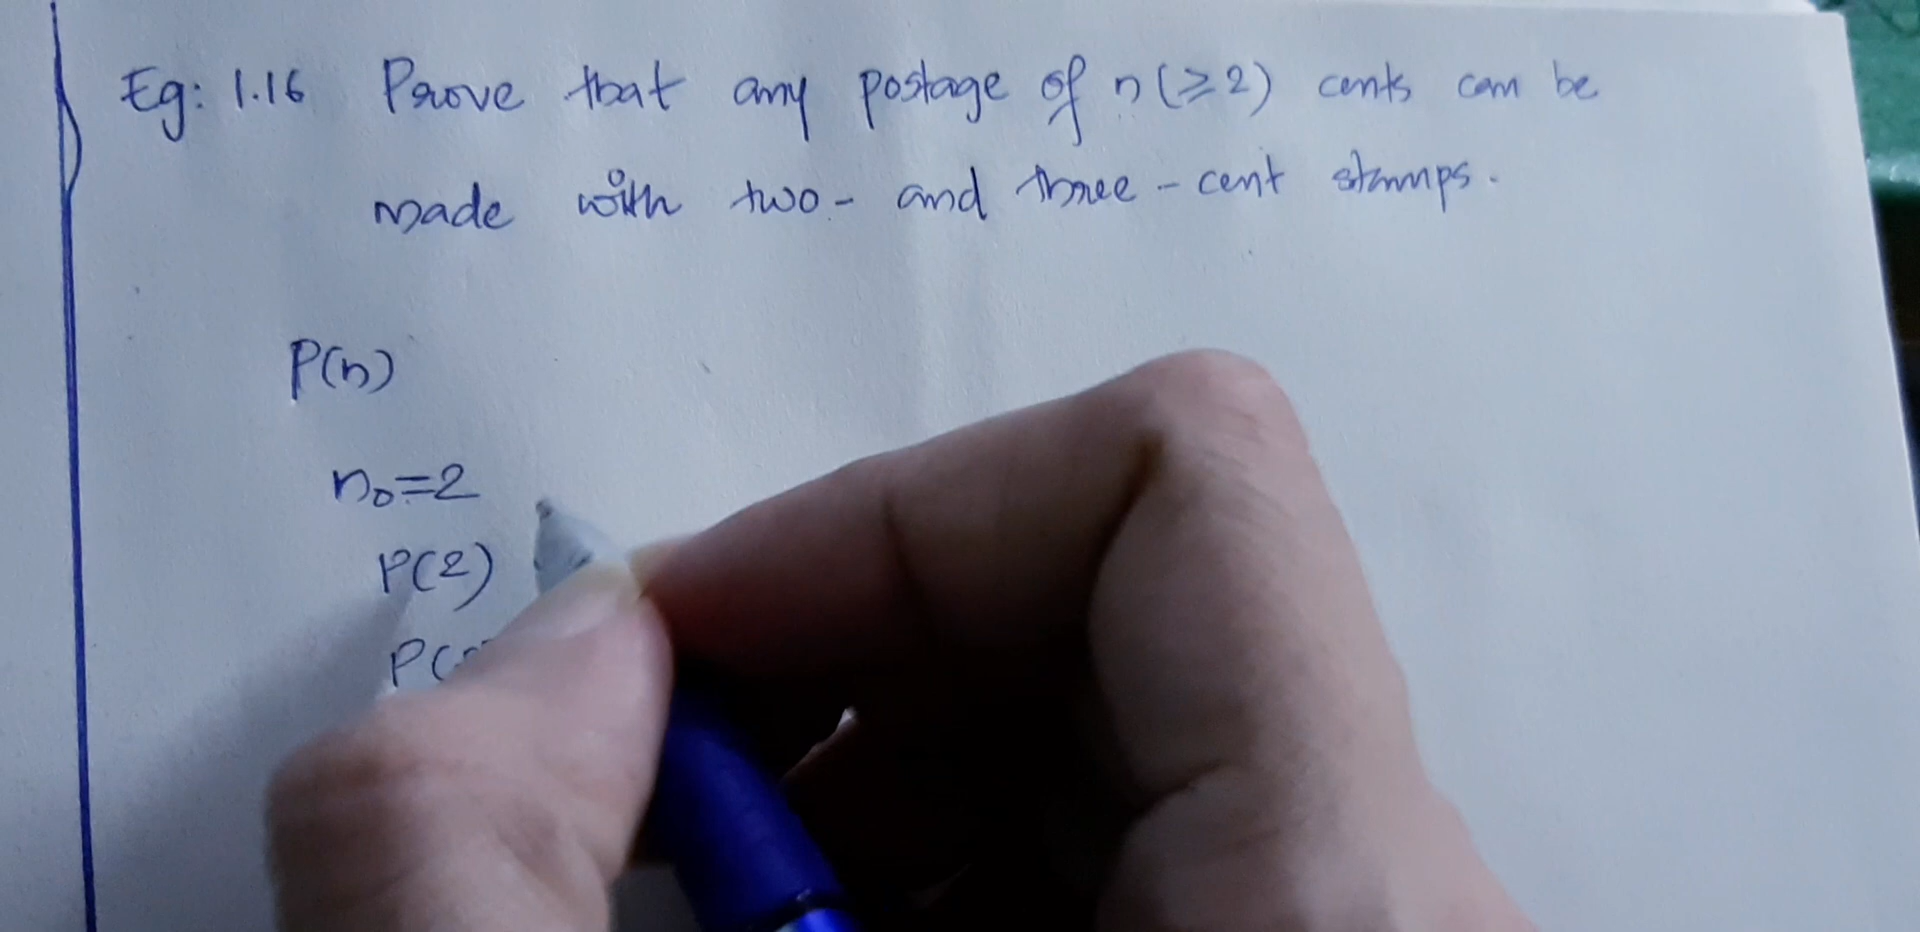 Eg: 1.16 Prove that any postage of n (≥2) cents can be
made with two- and three-cent stamps.
P(n)
n₀=2
P(2)
P(